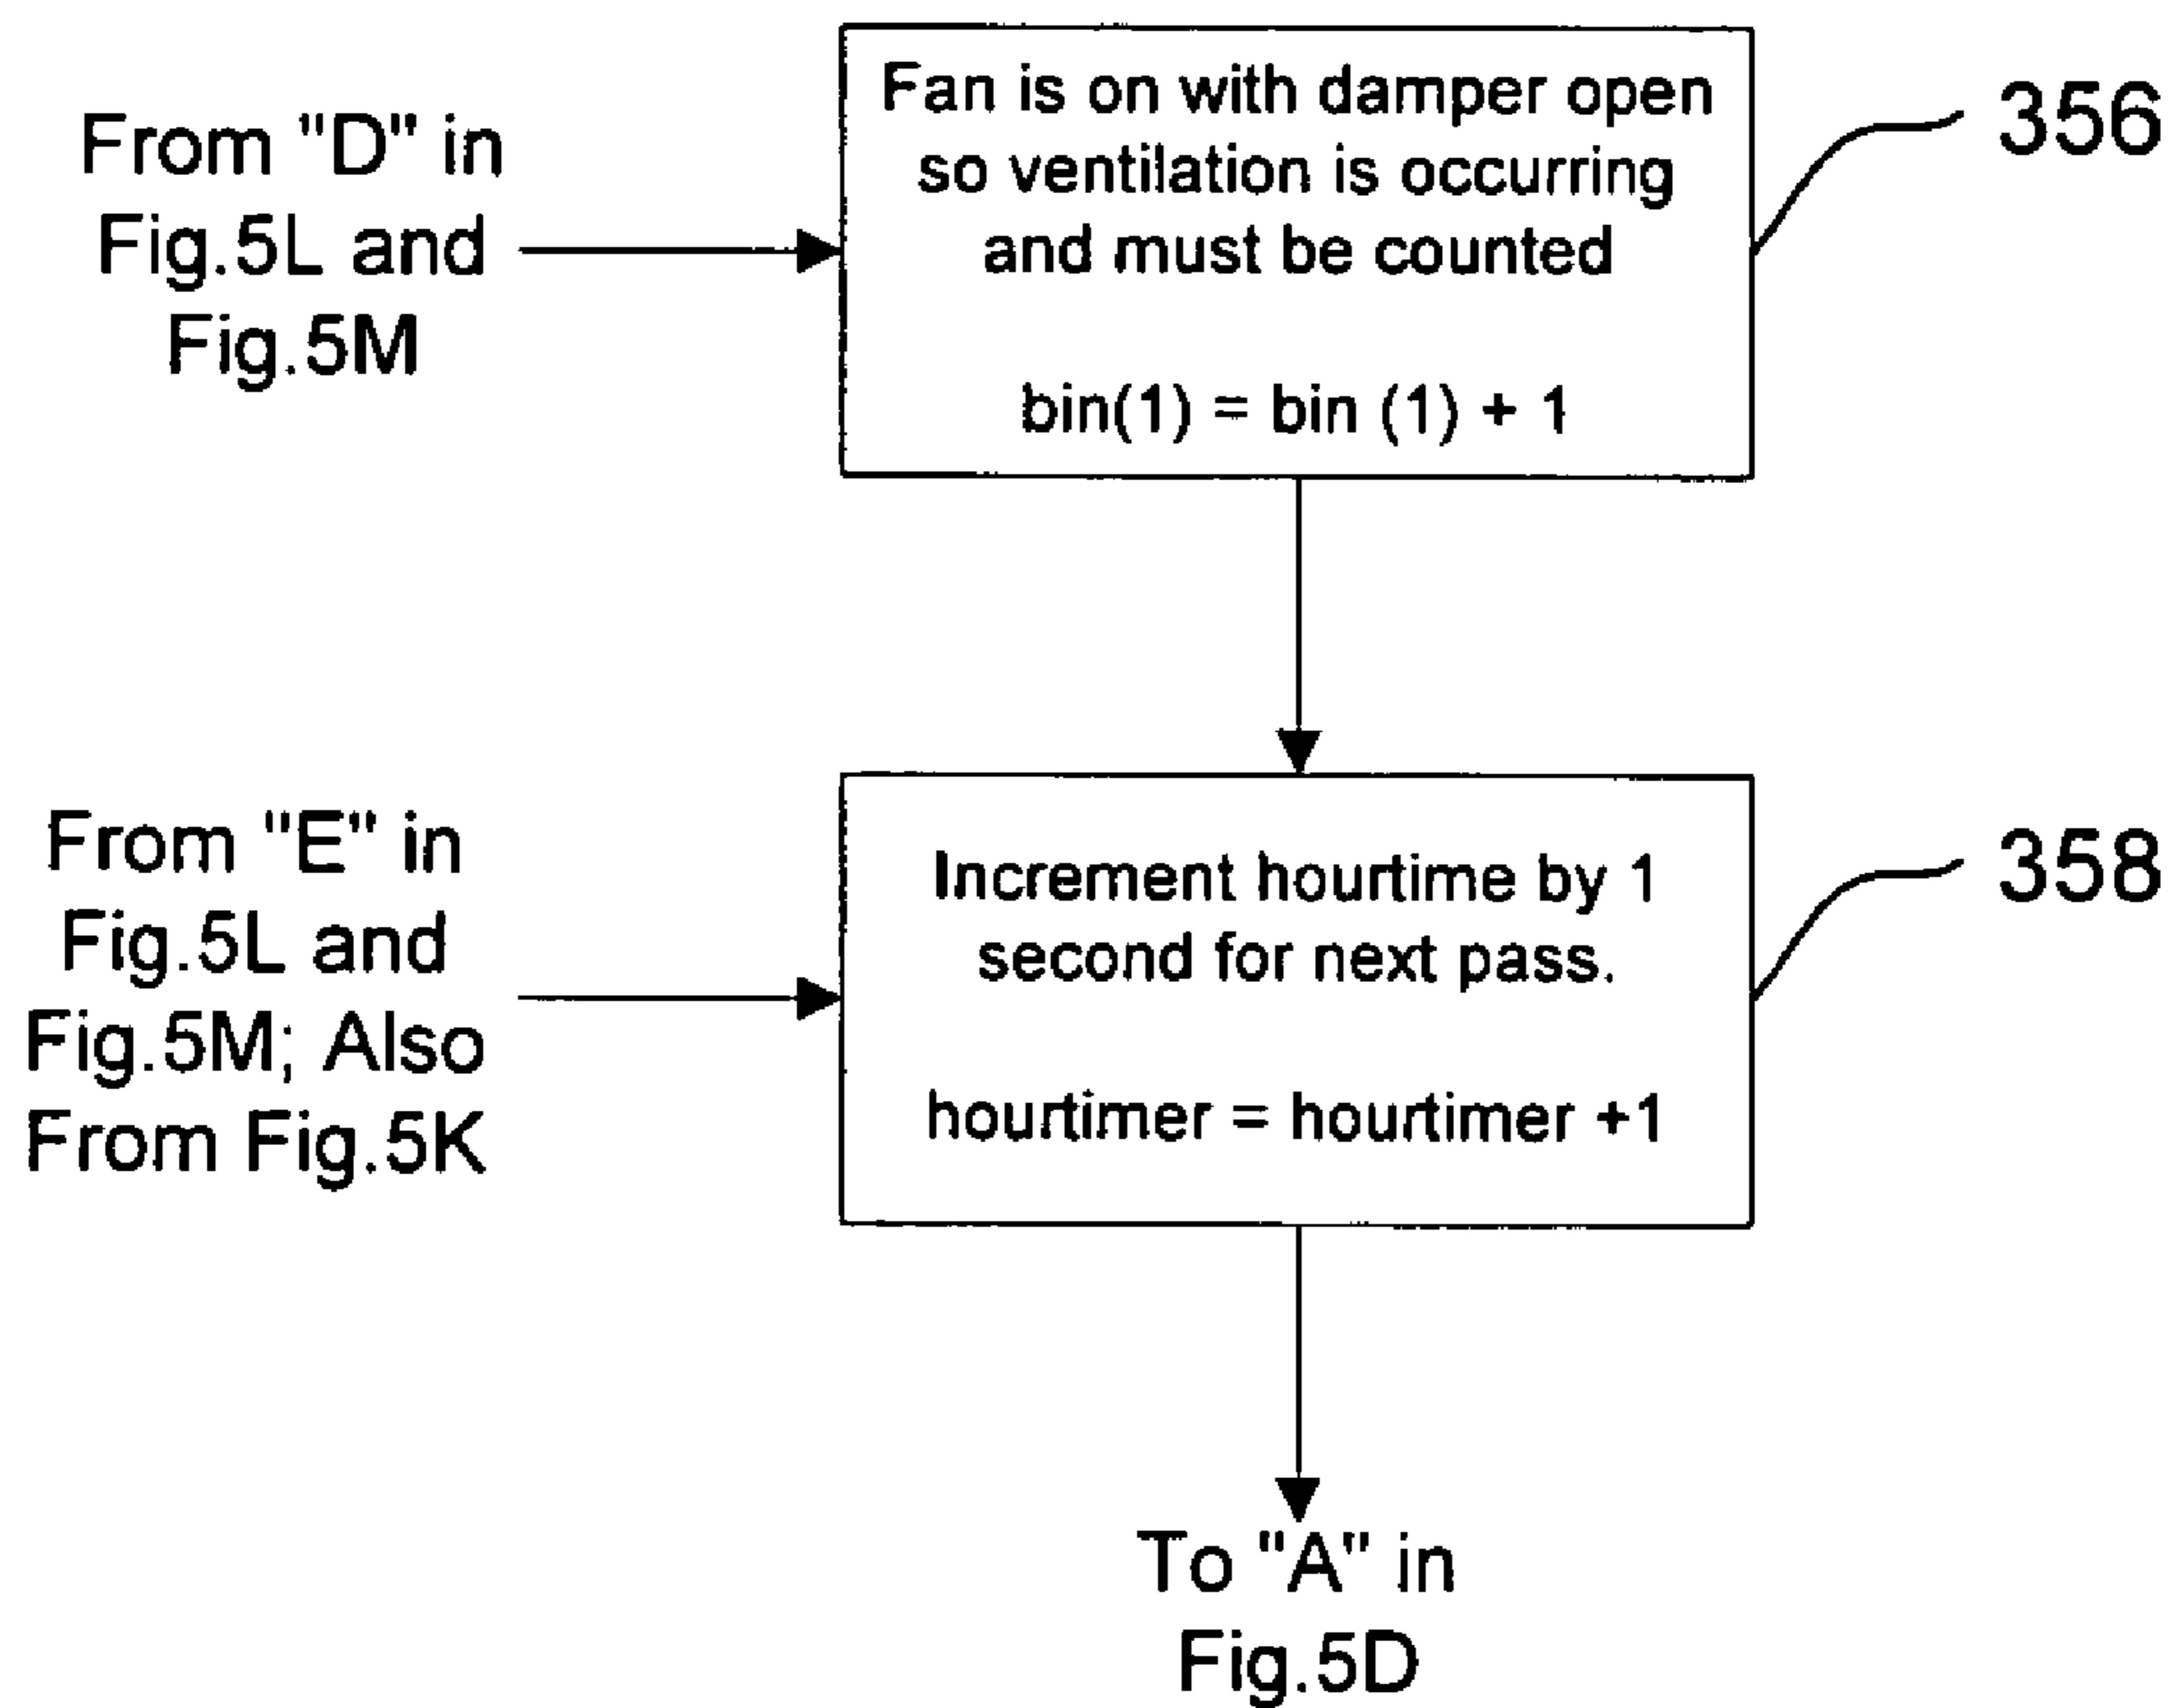 From "D" in
Fig.5L and
Fig.5M
Fan is on with damper open
so ventilation is occurring
and must be counted
bin(1) = bin (1) + 1
356
From "E" in
Fig.5L and
Fig.5M; Also
From Fig.5K
Increment hourtime by 1
second for next pass.
hourtimer = hourtimer +1
358
To "A" in
Fig.5D